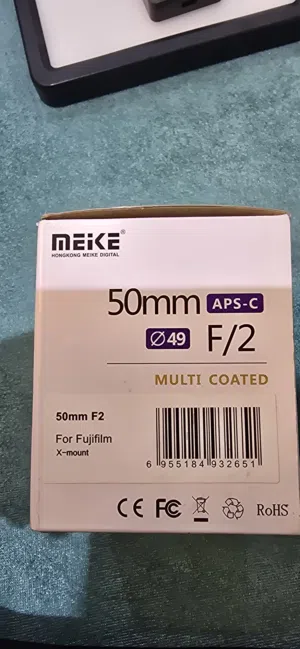 MEIKE®
HONGKONG MEIKE DIGITAL
50mm APS-C
Ø49 F/2
MULTI COATED
50mm F2
For Fujifilm
X-mount
6 955184 932651
CE FC RoHS